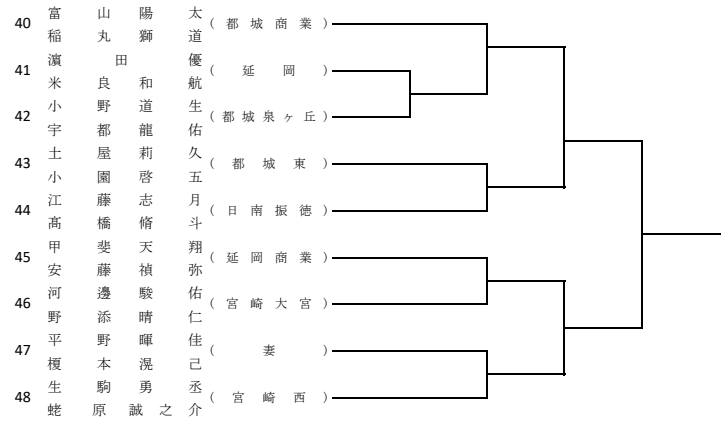 富山陽太
40 (都城商業)
稲丸獅道
濵田優
41 (延岡)
米良和航
小野道生
42 (都城泉ヶ丘)
宇都龍佑
土屋莉久
43 (都城東)
小園啓五
江藤志月
44 (日南振徳)
髙橋脩斗
甲斐天翔
45 (延岡商業)
安藤禎弥
河邊駿佑
46 (宮崎大宮)
野添晴仁
平野暉佳
47 (妻)
榎本滉己
生駒勇丞
48 (宮崎西)
蛯原誠之介